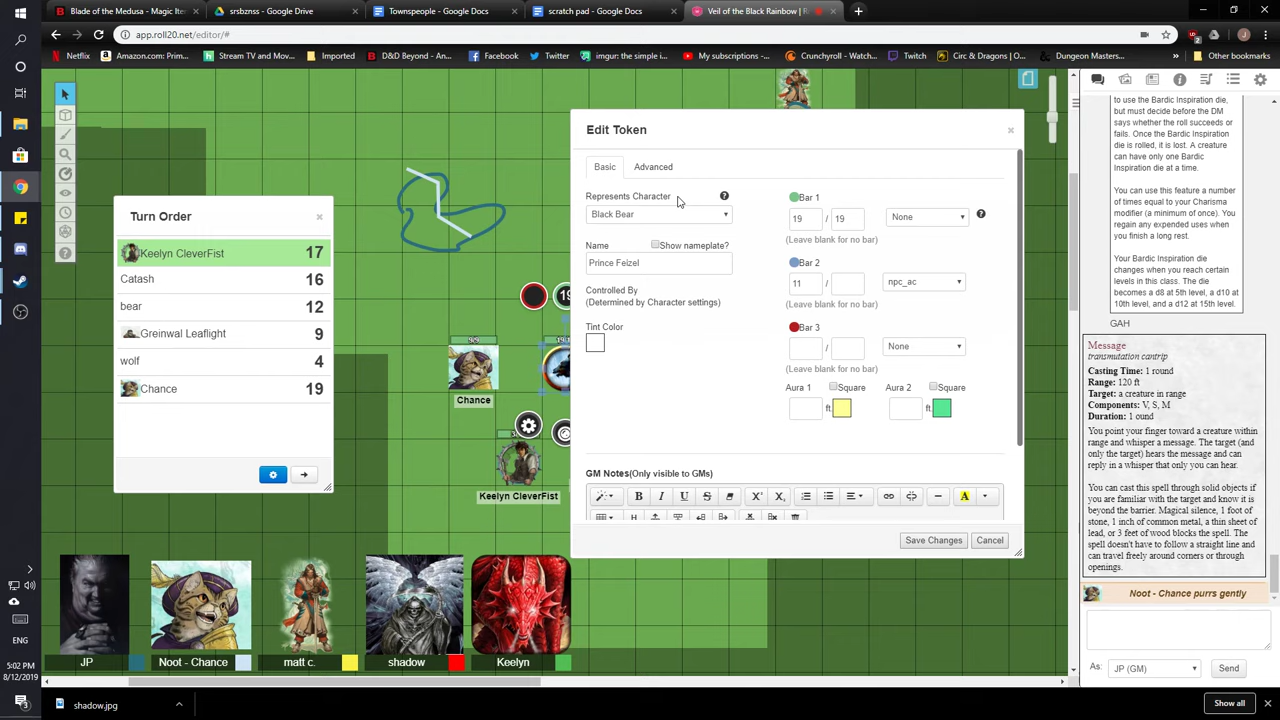 Blade of the Medusa - Magic Ite
srsbznss - Google Drive
Townspeople - Google Docs
scratch pad - Google Docs
Veil of the Black Rainbow | R
app.roll20.net/editor/#
Netflix
Amazon.com: Prim
Stream TV and Mov
Imported
D&D Beyond - An
Facebook
Twitter
imgur: the simple im
My subscriptions -
Crunchyroll - Watch
Twitch
Circ & Dragons | O
Dungeon Masters...
Other bookmarks
Turn Order
Keelyn CleverFist 17
Catash 16
bear 12
Greinwal Leaflight 9
wolf 4
Chance 19
9/9
Chance
Keelyn CleverFist
Edit Token
Basic
Advanced
Represents Character
Black Bear
Name
Show nameplate?
Prince Feizel
Controlled By
(Determined by Character settings)
Tint Color
Bar 1
19 / 19
None
(Leave blank for no bar)
Bar 2
11 /
npc_ac
(Leave blank for no bar)
Bar 3
/
None
(Leave blank for no bar)
Aura 1
Square
Aura 2
Square
ft.
ft.
GM Notes(Only visible to GMs)
Save Changes
Cancel
JP
Noot - Chance
matt c.
shadow
Keelyn
to use the Bardic Inspiration die,
but must decide before the DM
says whether the roll succeeds or
fails. Once the Bardic Inspiration
die is rolled, it is lost. A creature
can have only one Bardic
Inspiration die at a time.
You can use this feature a number
of times equal to your Charisma
modifier (a minimum of once). You
regain any expended uses when
you finish a long rest.
Your Bardic Inspiration die
changes when you reach certain
levels in this class. The die
becomes a d8 at 5th level, a d10 at
10th level, and a d12 at 15th level.
GAH
Message
transmutation cantrip
Casting Time: 1 round
Range: 120 ft
Target: a creature in range
Components: V, S, M
Duration: 1 ound
You point your finger toward a creature within
range and whisper a message. The target (and
only the target) hears the message and can
reply in a whisper that only you can hear.
You can cast this spell through solid objects if
you are familiar with the target and know it is
beyond the barrier. Magical silence, 1 foot of
stone, 1 inch of common metal, a thin sheet of
lead, or 3 feet of wood blocks the spell. The
spell doesn't have to follow a straight line and
can travel freely around corners or through
openings.
Noot - Chance purrs gently
As:
JP (GM)
Send
ENG
5:02 PM
8/12/2019
shadow.jpg
Show all